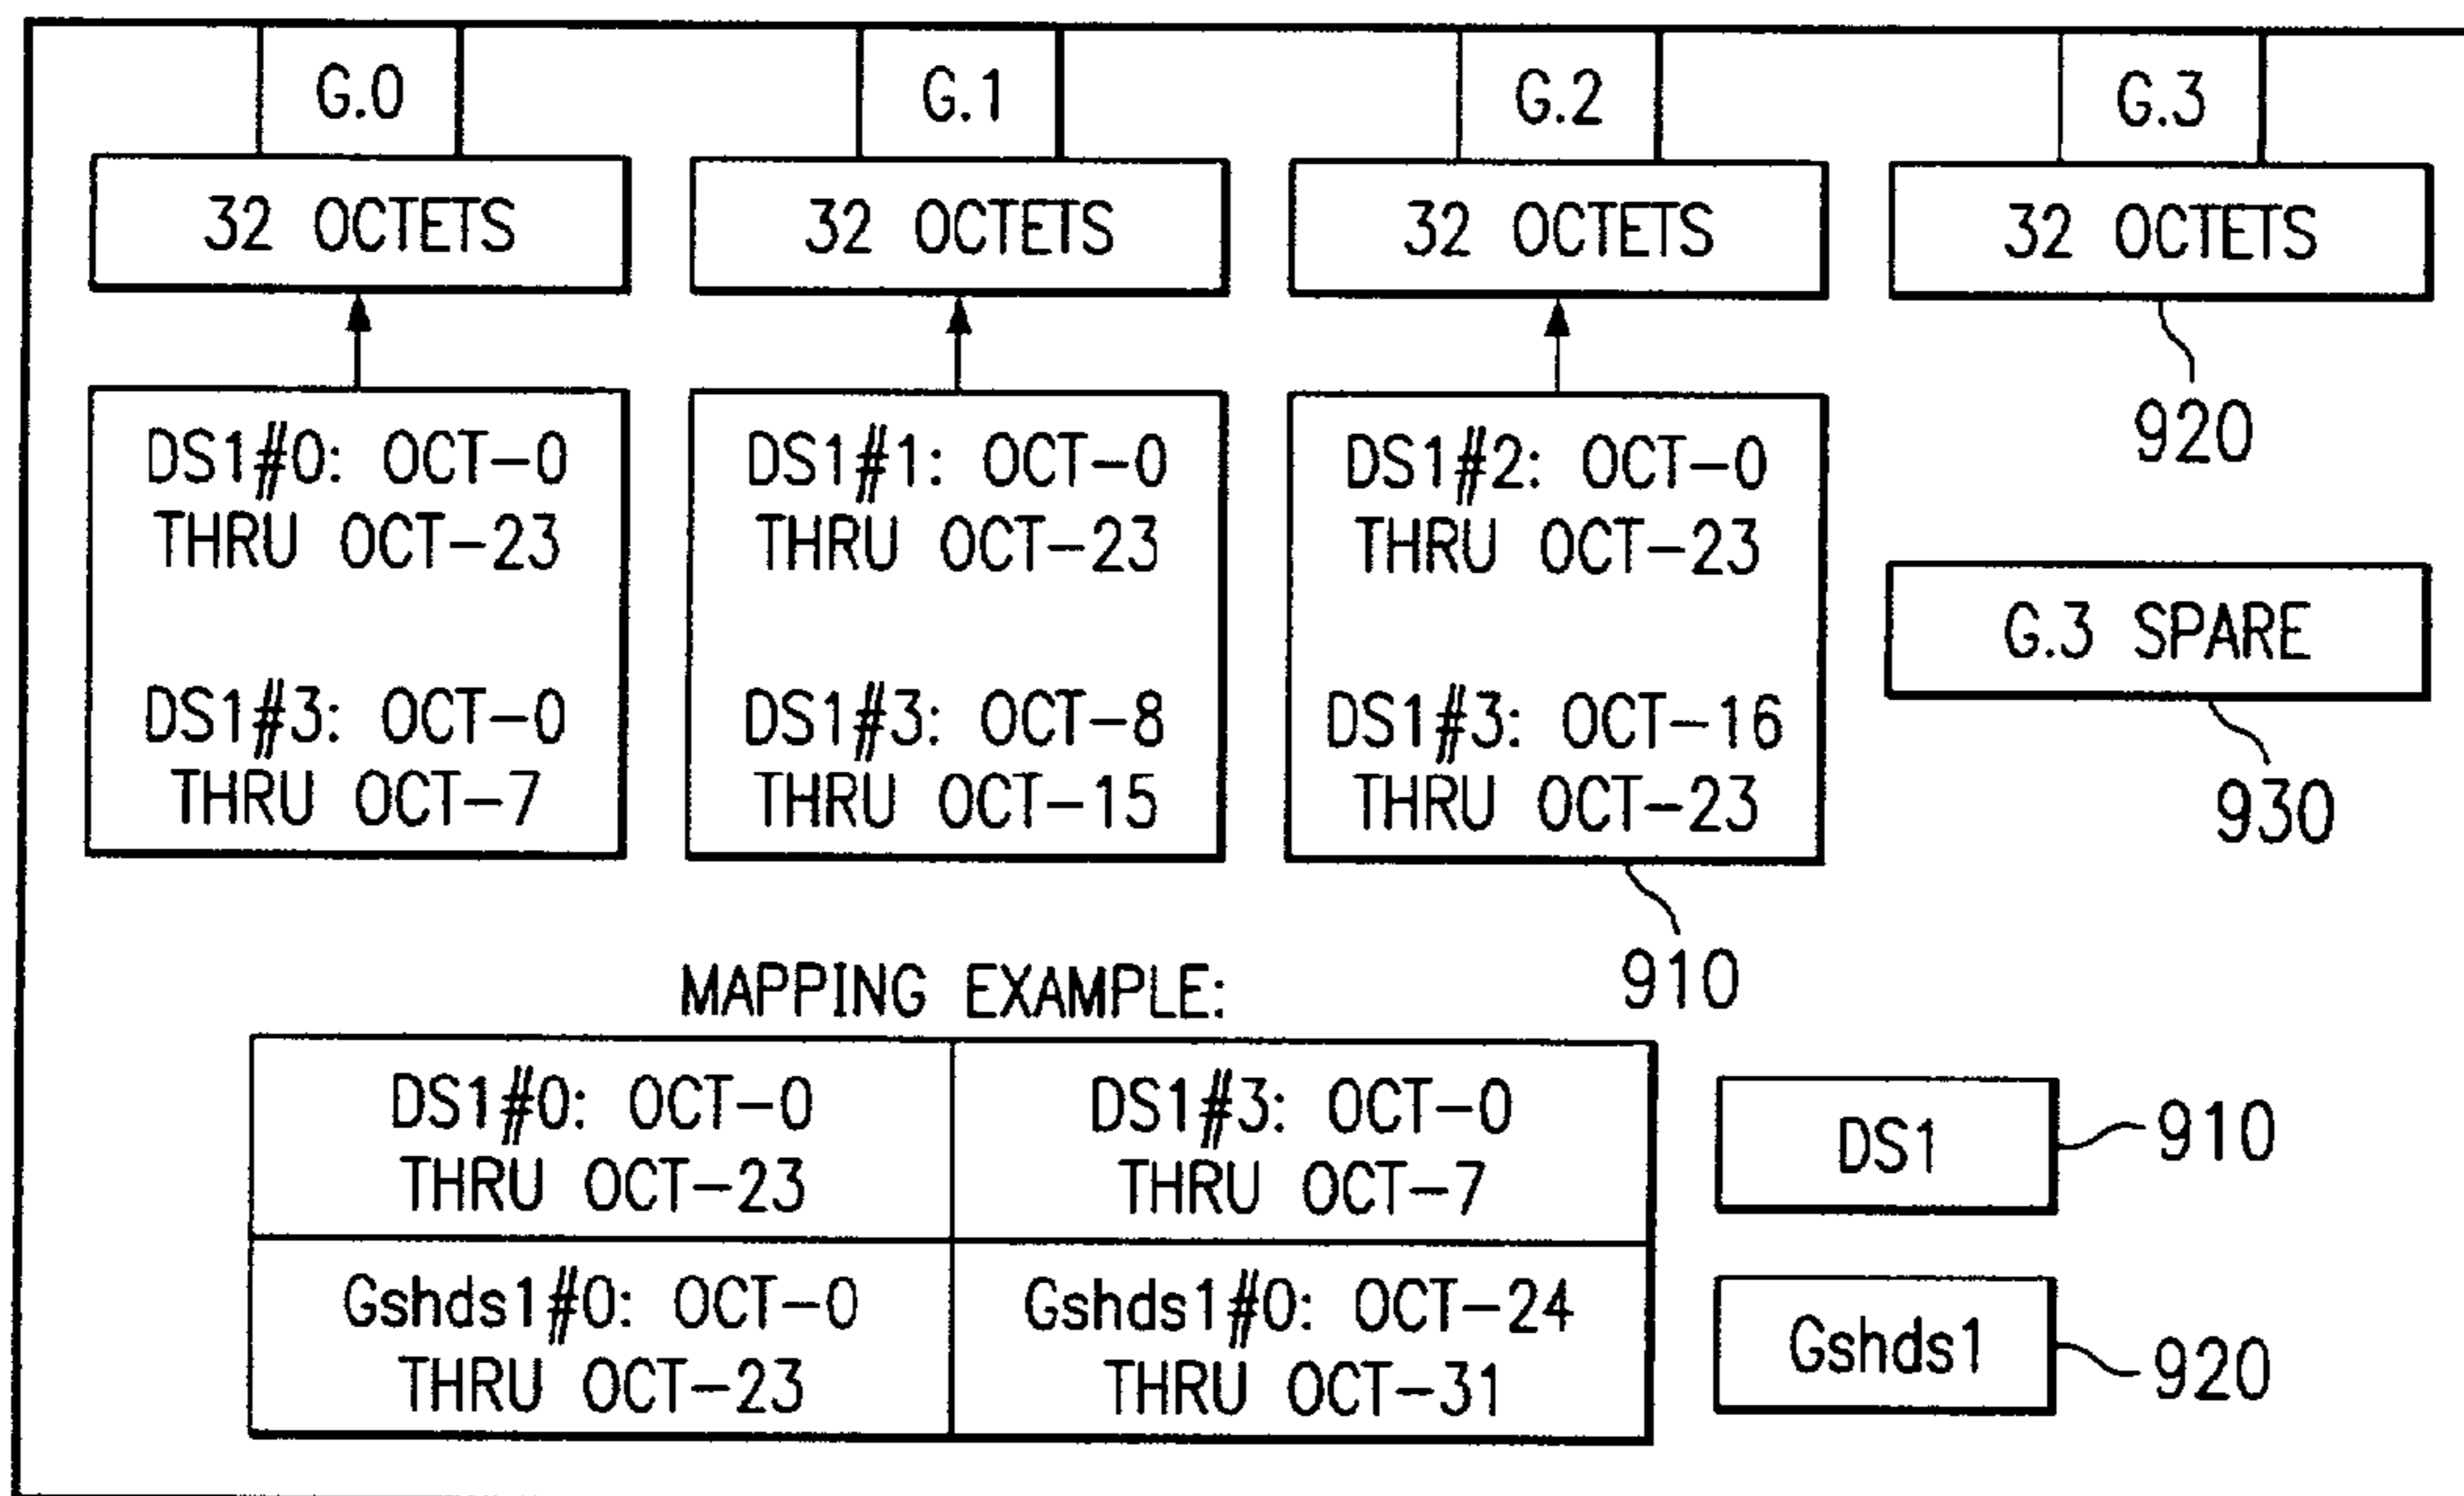 G.0
G.1
G.2
G.3
32 OCTETS
32 OCTETS
32 OCTETS
32 OCTETS
920
DS1#0: OCT-0
THRU OCT-23
DS1#3: OCT-0
THRU OCT-7
DS1#1: OCT-0
THRU OCT-23
DS1#3: OCT-8
THRU OCT-15
DS1#2: OCT-0
THRU OCT-23
DS1#3: OCT-16
THRU OCT-23
G.3 SPARE
930
910
MAPPING EXAMPLE:
DS1#0: OCT-0
THRU OCT-23
DS1#3: OCT-0
THRU OCT-7
Gshds1#0: OCT-0
THRU OCT-23
Gshds1#0: OCT-24
THRU OCT-31
DS1
910
Gshds1
920